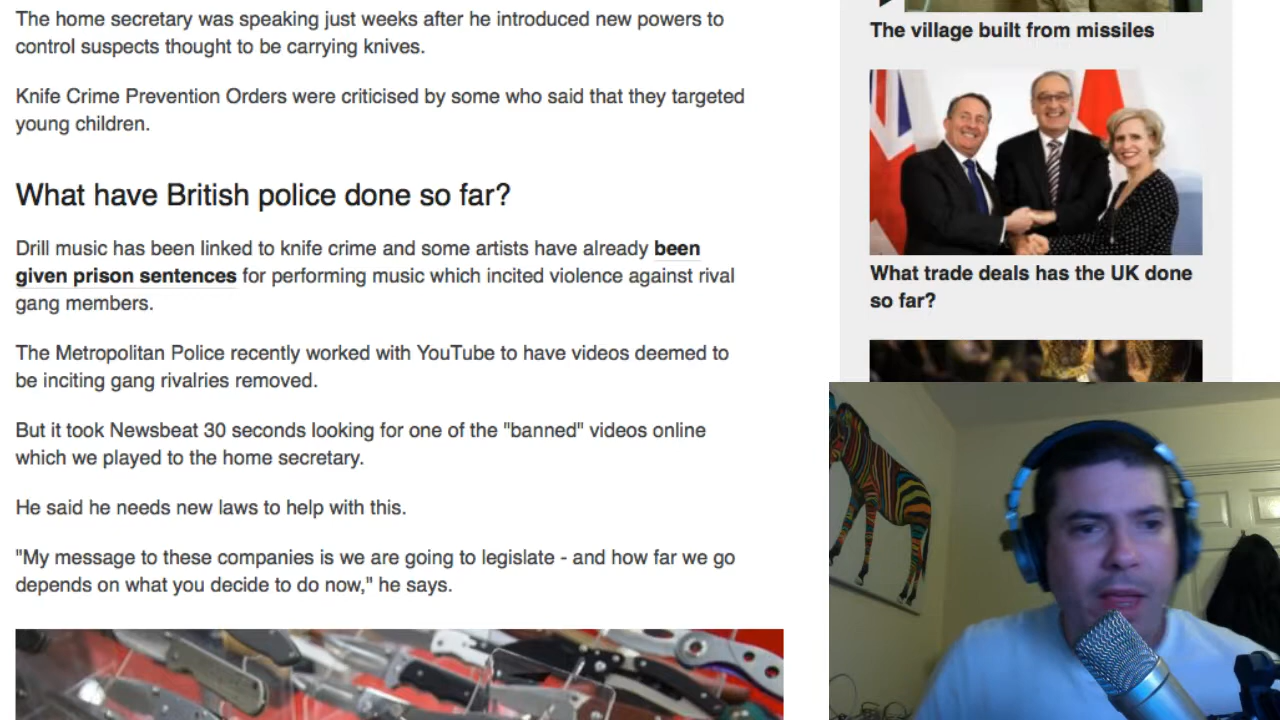 The home secretary was speaking just weeks after he introduced new powers to
control suspects thought to be carrying knives.
Knife Crime Prevention Orders were criticised by some who said that they targeted
young children.
What have British police done so far?
Drill music has been linked to knife crime and some artists have already been
given prison sentences for performing music which incited violence against rival
gang members.
The Metropolitan Police recently worked with YouTube to have videos deemed to
be inciting gang rivalries removed.
But it took Newsbeat 30 seconds looking for one of the "banned" videos online
which we played to the home secretary.
He said he needs new laws to help with this.
"My message to these companies is we are going to legislate - and how far we go
depends on what you decide to do now," he says.
The village built from missiles
What trade deals has the UK done
so far?